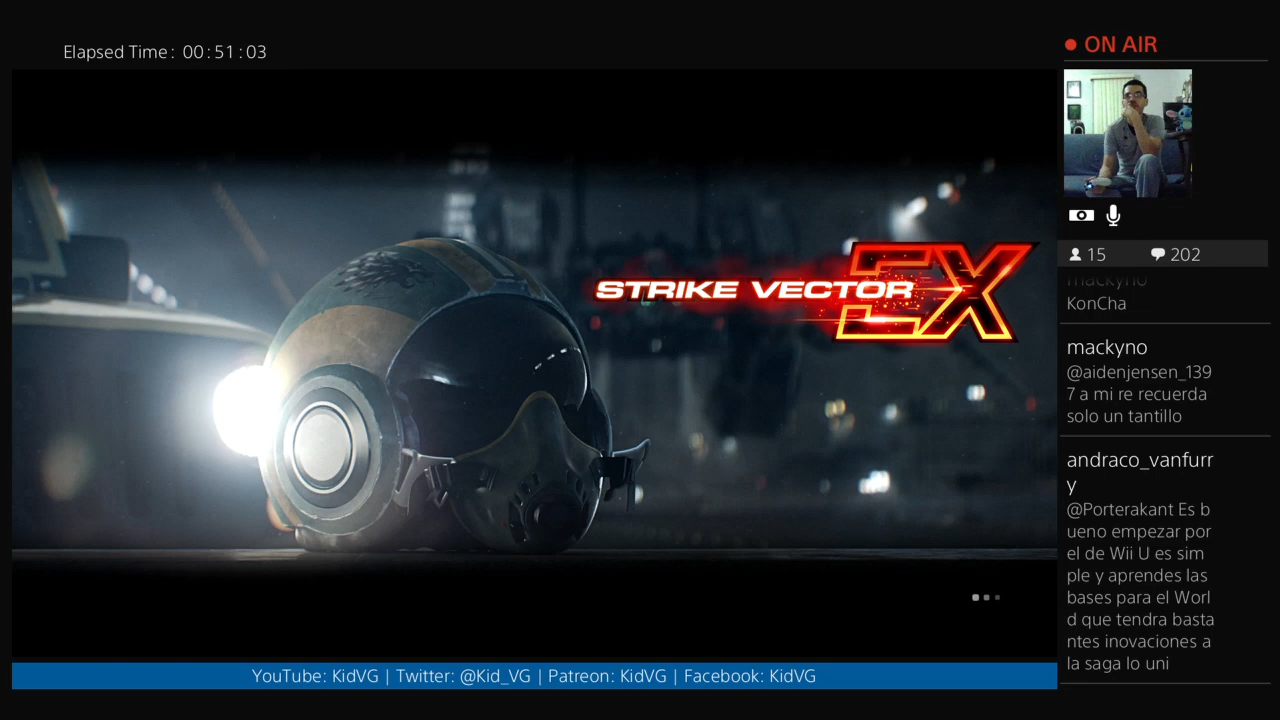 Elapsed Time: 00:51:03
ON AIR
STRIKE VECTOR EX
15 202
mackyno
KonCha
mackyno
@aidenjensen_139
7 a mi re recuerda
solo un tantillo
andraco_vanfurr
y
@Porterakant Es b
ueno empezar por
el de Wii U es sim
ple y aprendes las
bases para el Worl
d que tendra basta
ntes inovaciones a
la saga lo uni
YouTube: KidVG | Twitter: @Kid_VG | Patreon: KidVG | Facebook: KidVG